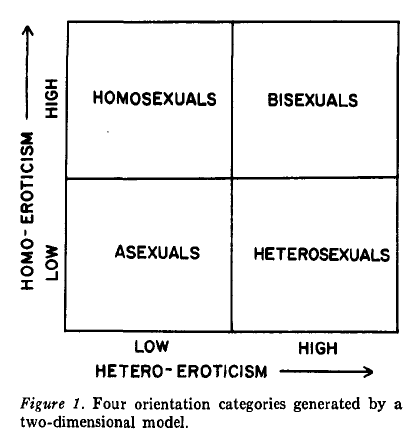 HIGH
HOMOSEXUALS
BISEXUALS
HOMO-EROTICISM
LOW
ASEXUALS
HETEROSEXUALS
LOW
HIGH
HETERO-EROTICISM
Figure 1. Four orientation categories generated by a
two-dimensional model.